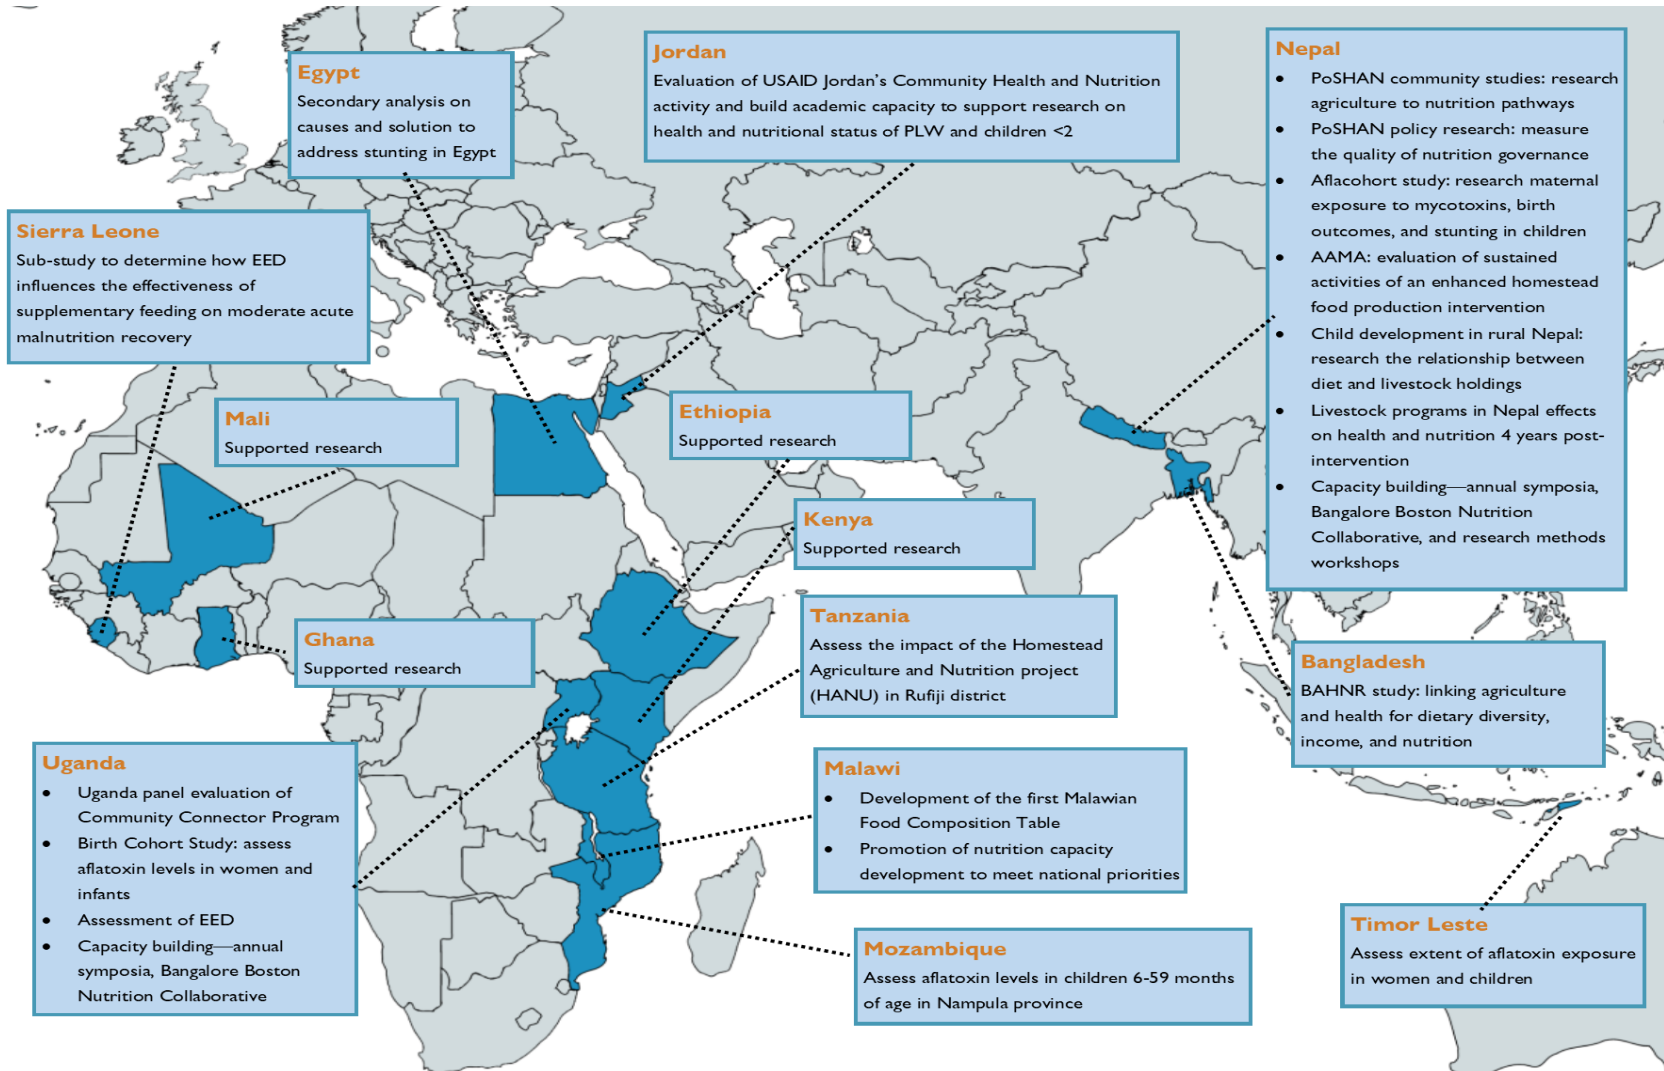 Egypt
Secondary analysis on
causes and solution to
address stunting in Egypt
Jordan
Evaluation of USAID Jordan's Community Health and Nutrition
activity and build academic capacity to support research on
health and nutritional status of PLW and children <2
Nepal
• PoSHAN community studies: research
agriculture to nutrition pathways
• PoSHAN policy research: measure
the quality of nutrition governance
• Aflacohort study: research maternal
exposure to mycotoxins, birth
outcomes, and stunting in children
• AAMA: evaluation of sustained
activities of an enhanced homestead
food production intervention
• Child development in rural Nepal:
research the relationship between
diet and livestock holdings
• Livestock programs in Nepal effects
on health and nutrition 4 years post-
intervention
• Capacity building—annual symposia,
Bangalore Boston Nutrition
Collaborative, and research methods
workshops
Sierra Leone
Sub-study to determine how EED
influences the effectiveness of
supplementary feeding on moderate acute
malnutrition recovery
Mali
Supported research
Ethiopia
Supported research
Kenya
Supported research
Ghana
Supported research
Tanzania
Assess the impact of the Homestead
Agriculture and Nutrition project
(HANU) in Rufiji district
Bangladesh
BAHNR study: linking agriculture
and health for dietary diversity,
income, and nutrition
Uganda
• Uganda panel evaluation of
Community Connector Program
• Birth Cohort Study: assess
aflatoxin levels in women and
infants
• Assessment of EED
• Capacity building—annual
symposia, Bangalore Boston
Nutrition Collaborative
Malawi
• Development of the first Malawian
Food Composition Table
• Promotion of nutrition capacity
development to meet national priorities
Mozambique
Assess aflatoxin levels in children 6-59 months
of age in Nampula province
Timor Leste
Assess extent of aflatoxin exposure
in women and children